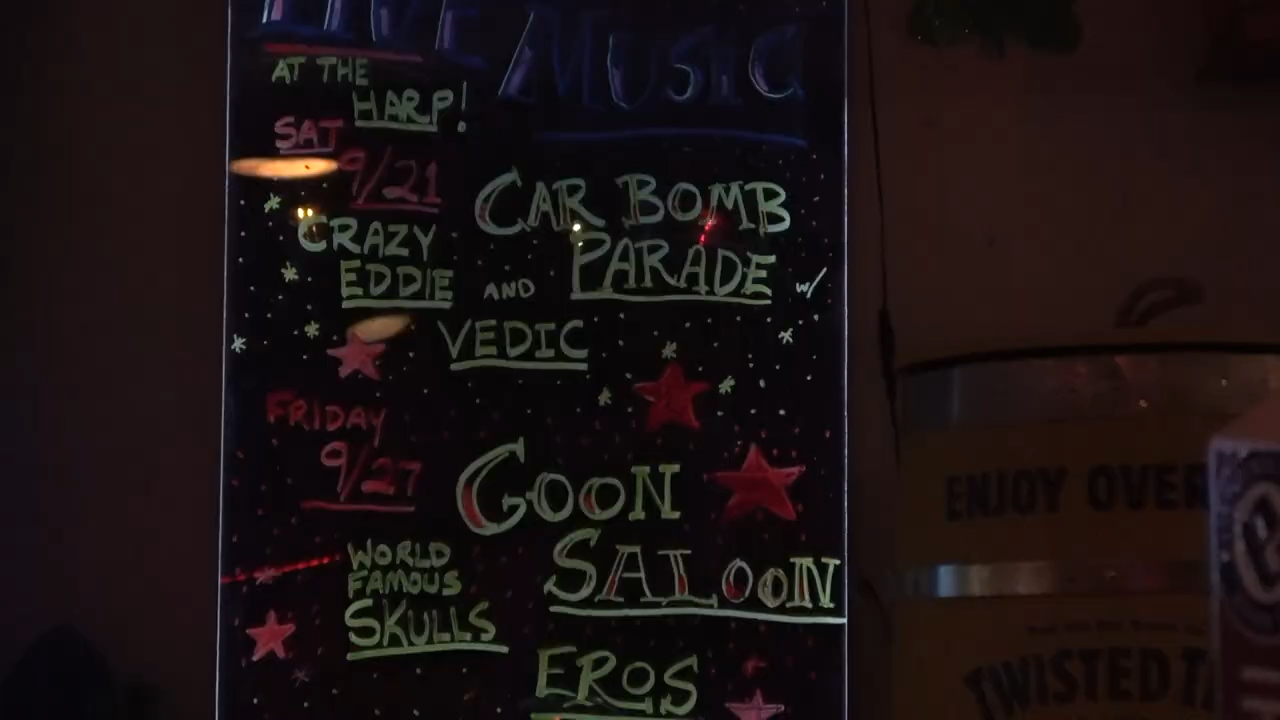 LIVE MUSIC
AT THE
HARP!
SAT
9/21
CAR BOMB
PARADE w/
CRAZY
EDDIE AND
VEDIC
FRIDAY
9/27
GOON
SALOON
WORLD
FAMOUS
SKULLS
EROS
ENJOY OVER
TWISTED T